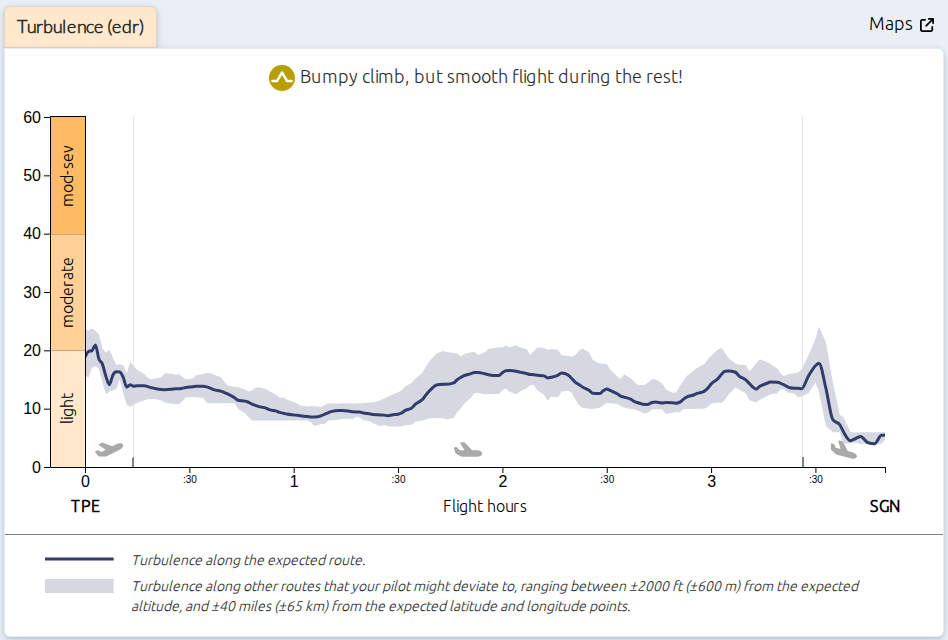 Turbulence (edr)
Maps
Bumpy climb, but smooth flight during the rest!
60
50
40
30
20
10
0
mod-sev
moderate
light
0 :30 1 :30 2 :30 3 :30
TPE Flight hours SGN
Turbulence along the expected route.
Turbulence along other routes that your pilot might deviate to, ranging between ±2000 ft (±600 m) from the expected
altitude, and ±40 miles (±65 km) from the expected latitude and longitude points.